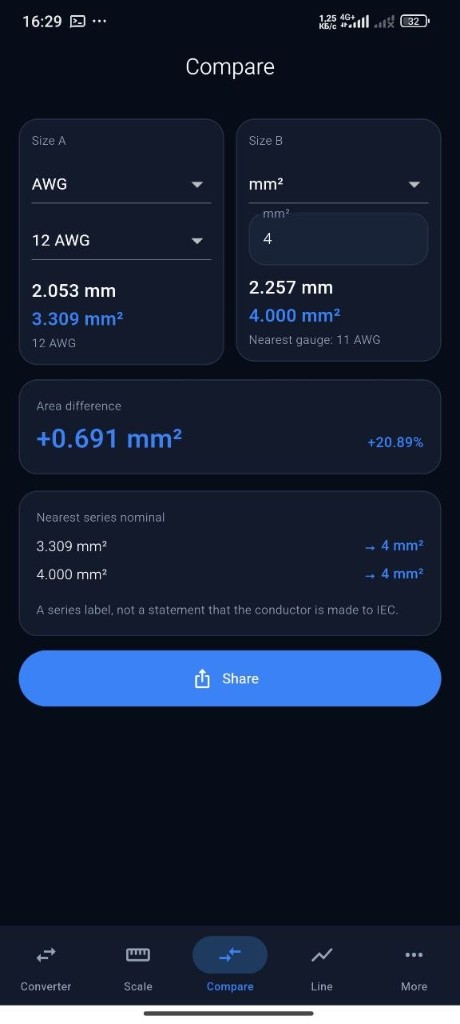 16:29
1,25 КБ/с 4G+ 32
Compare
Size A
AWG
12 AWG
2.053 mm
3.309 mm²
12 AWG
Size B
mm²
mm²
4
2.257 mm
4.000 mm²
Nearest gauge: 11 AWG
Area difference
+0.691 mm²
+20.89%
Nearest series nominal
3.309 mm² → 4 mm²
4.000 mm² → 4 mm²
A series label, not a statement that the conductor is made to IEC.
Share
Converter
Scale
Compare
Line
More